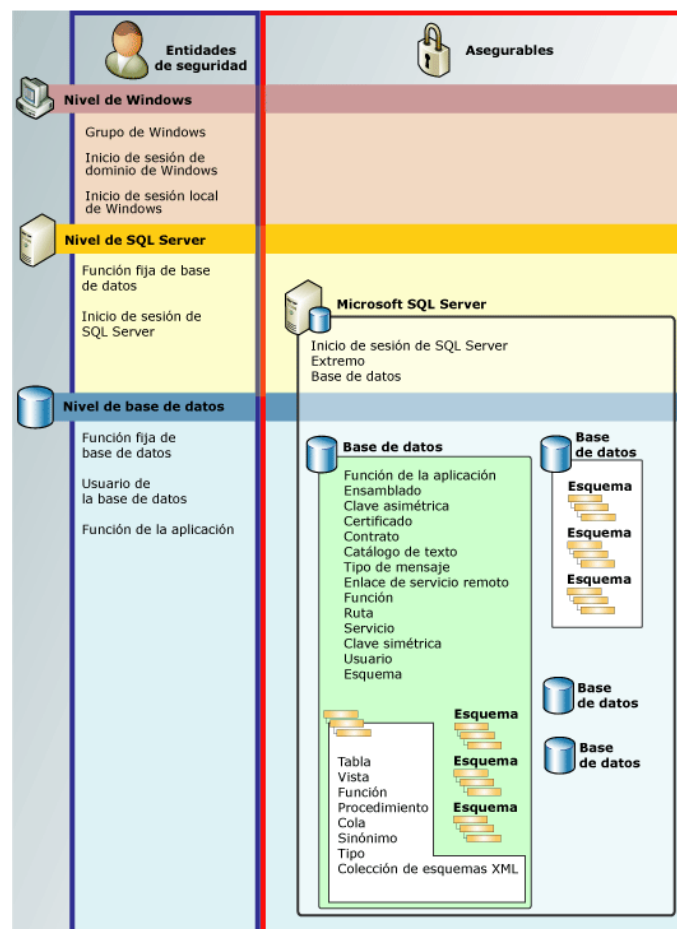 Entidades
de seguridad
Asegurables
Nivel de Windows
Grupo de Windows
Inicio de sesión de
dominio de Windows
Inicio de sesión local
de Windows
Nivel de SQL Server
Función fija de base
de datos
Inicio de sesión de
SQL Server
Microsoft SQL Server
Inicio de sesión de SQL Server
Extremo
Base de datos
Nivel de base de datos
Función fija de
base de datos
Usuario de
la base de datos
Función de la aplicación
Base de datos
Función de la aplicación
Ensamblado
Clave asimétrica
Certificado
Contrato
Catálogo de texto
Tipo de mensaje
Enlace de servicio remoto
Función
Ruta
Servicio
Clave simétrica
Usuario
Esquema
Tabla
Vista
Función
Procedimiento
Cola
Sinónimo
Tipo
Colección de esquemas XML
Esquema
Esquema
Esquema
Base
de datos
Esquema
Esquema
Esquema
Base
de datos
Base
de datos